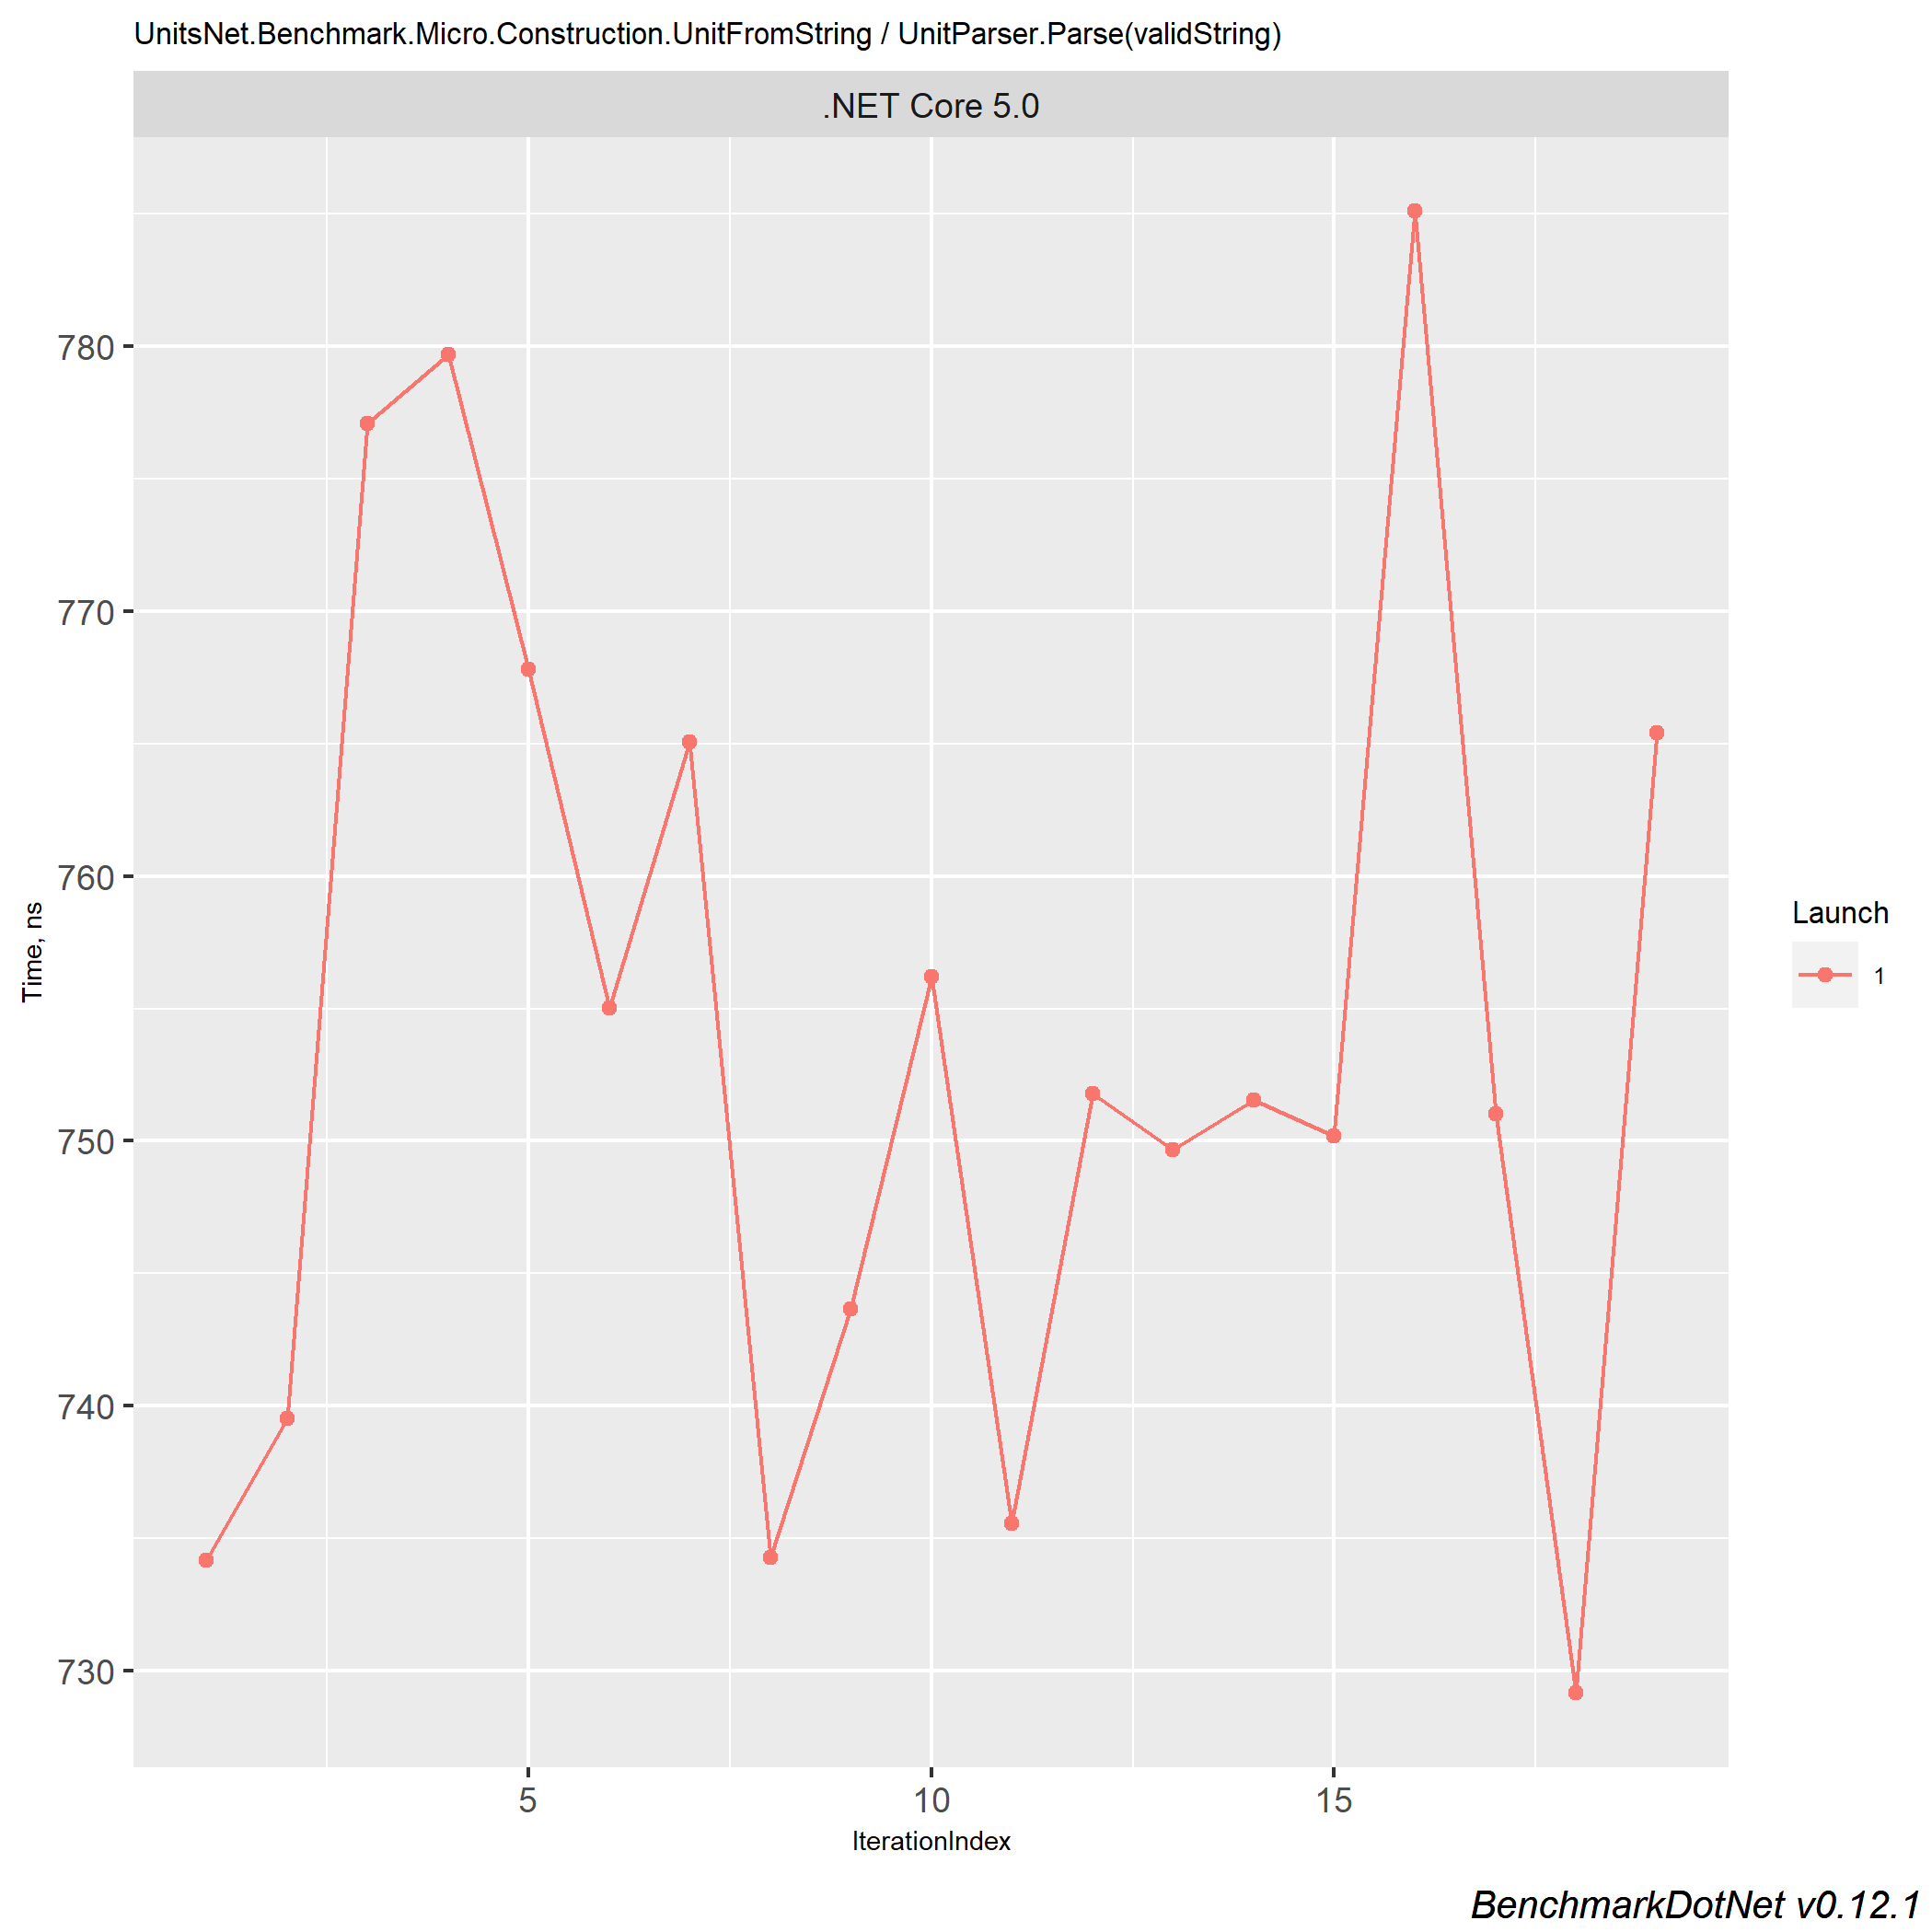 UnitsNet.Benchmark.Micro.Construction.UnitFromString / UnitParser.Parse(validString)
.NET Core 5.0
780
770
760
750
740
730
Time, ns
5 10 15
IterationIndex
Launch
1
BenchmarkDotNet v0.12.1